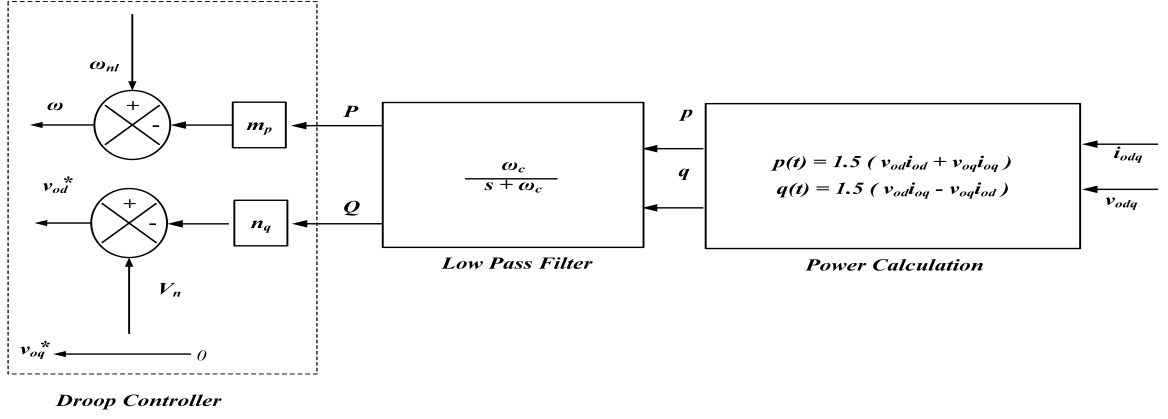 ω_nl
ω
+
-
m_p
P
v_od*
+
-
n_q
Q
V_n
v_oq*
0
Droop Controller
ω_c
s + ω_c
Low Pass Filter
p
q
p(t) = 1.5 ( v_od i_od + v_oq i_oq )
q(t) = 1.5 ( v_od i_oq - v_oq i_od )
Power Calculation
i_odq
v_odq